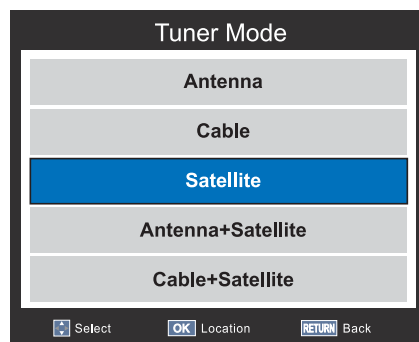 Tuner Mode
Antenna
Cable
Satellite
Antenna+Satellite
Cable+Satellite
Select OK Location RETURN Back